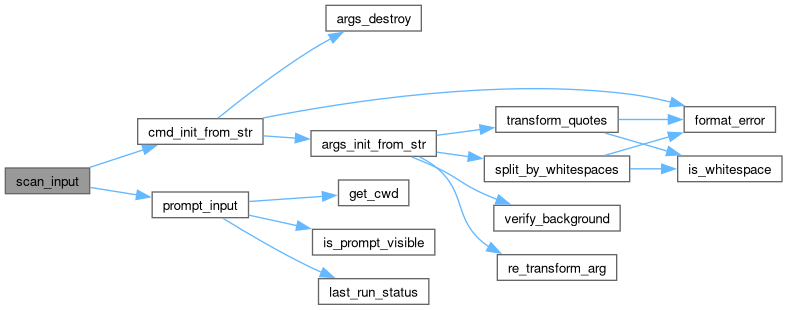 args_destroy
transform_quotes
format_error
cmd_init_from_str
args_init_from_str
split_by_whitespaces
is_whitespace
scan_input
get_cwd
prompt_input
verify_background
is_prompt_visible
re_transform_arg
last_run_status